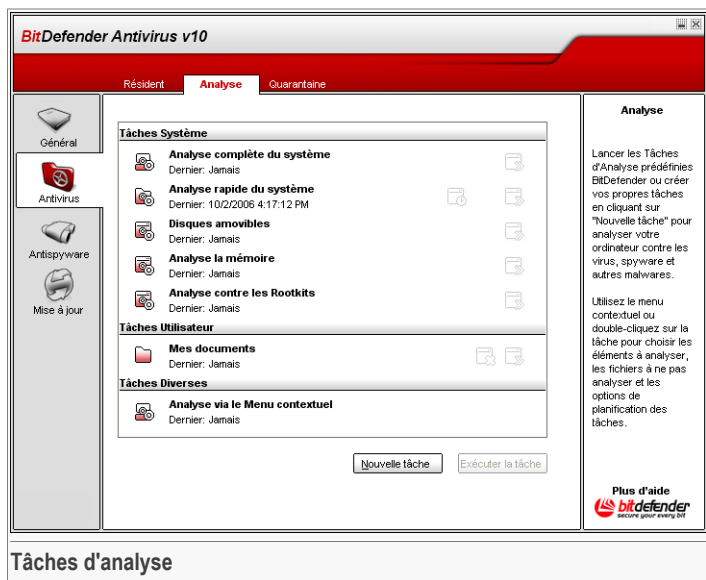 BitDefender Antivirus v10
Résident
Analyse
Quarantaine
Général
Antivirus
Antispyware
Mise à jour
Tâches Système
Analyse complète du système
Dernier: Jamais
Analyse rapide du système
Dernier: 10/2/2006 4:17:12 PM
Disques amovibles
Dernier: Jamais
Analyse la mémoire
Dernier: Jamais
Analyse contre les Rootkits
Dernier: Jamais
Tâches Utilisateur
Mes documents
Dernier: Jamais
Tâches Diverses
Analyse via le Menu contextuel
Dernier: Jamais
Nouvelle tâche
Exécuter la tâche
Analyse
Lancer les Tâches
d'Analyse prédéfinies
BitDefender ou créer
vos propres tâches
en cliquant sur
"Nouvelle tâche" pour
analyser votre
ordinateur contre les
virus, spyware et
autres malwares.
Utilisez le menu
contextuel ou
double-cliquez sur la
tâche pour choisir les
éléments à analyser,
les fichiers à ne pas
analyser et les
options de
planification des
tâches.
Plus d'aide
bitdefender
secure your every bit
Tâches d'analyse